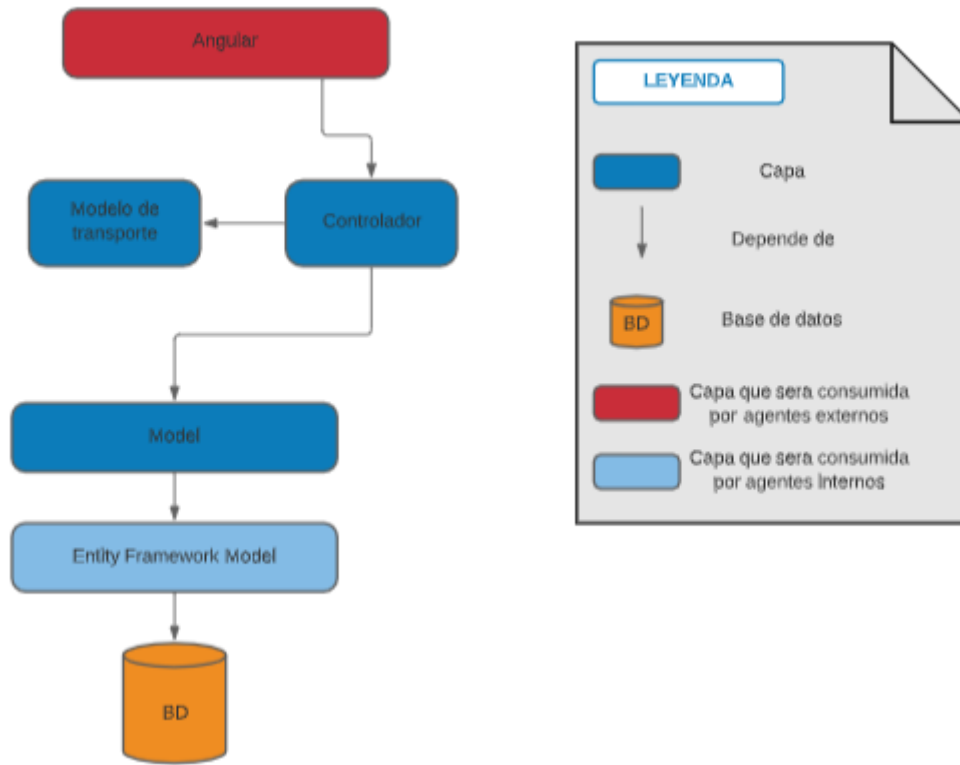 Angular
Modelo de
transporte
Controlador
Model
Entity Framework Model
BD
LEYENDA
Capa
Depende de
BD
Base de datos
Capa que sera consumida
por agentes externos
Capa que sera consumida
por agentes Internos